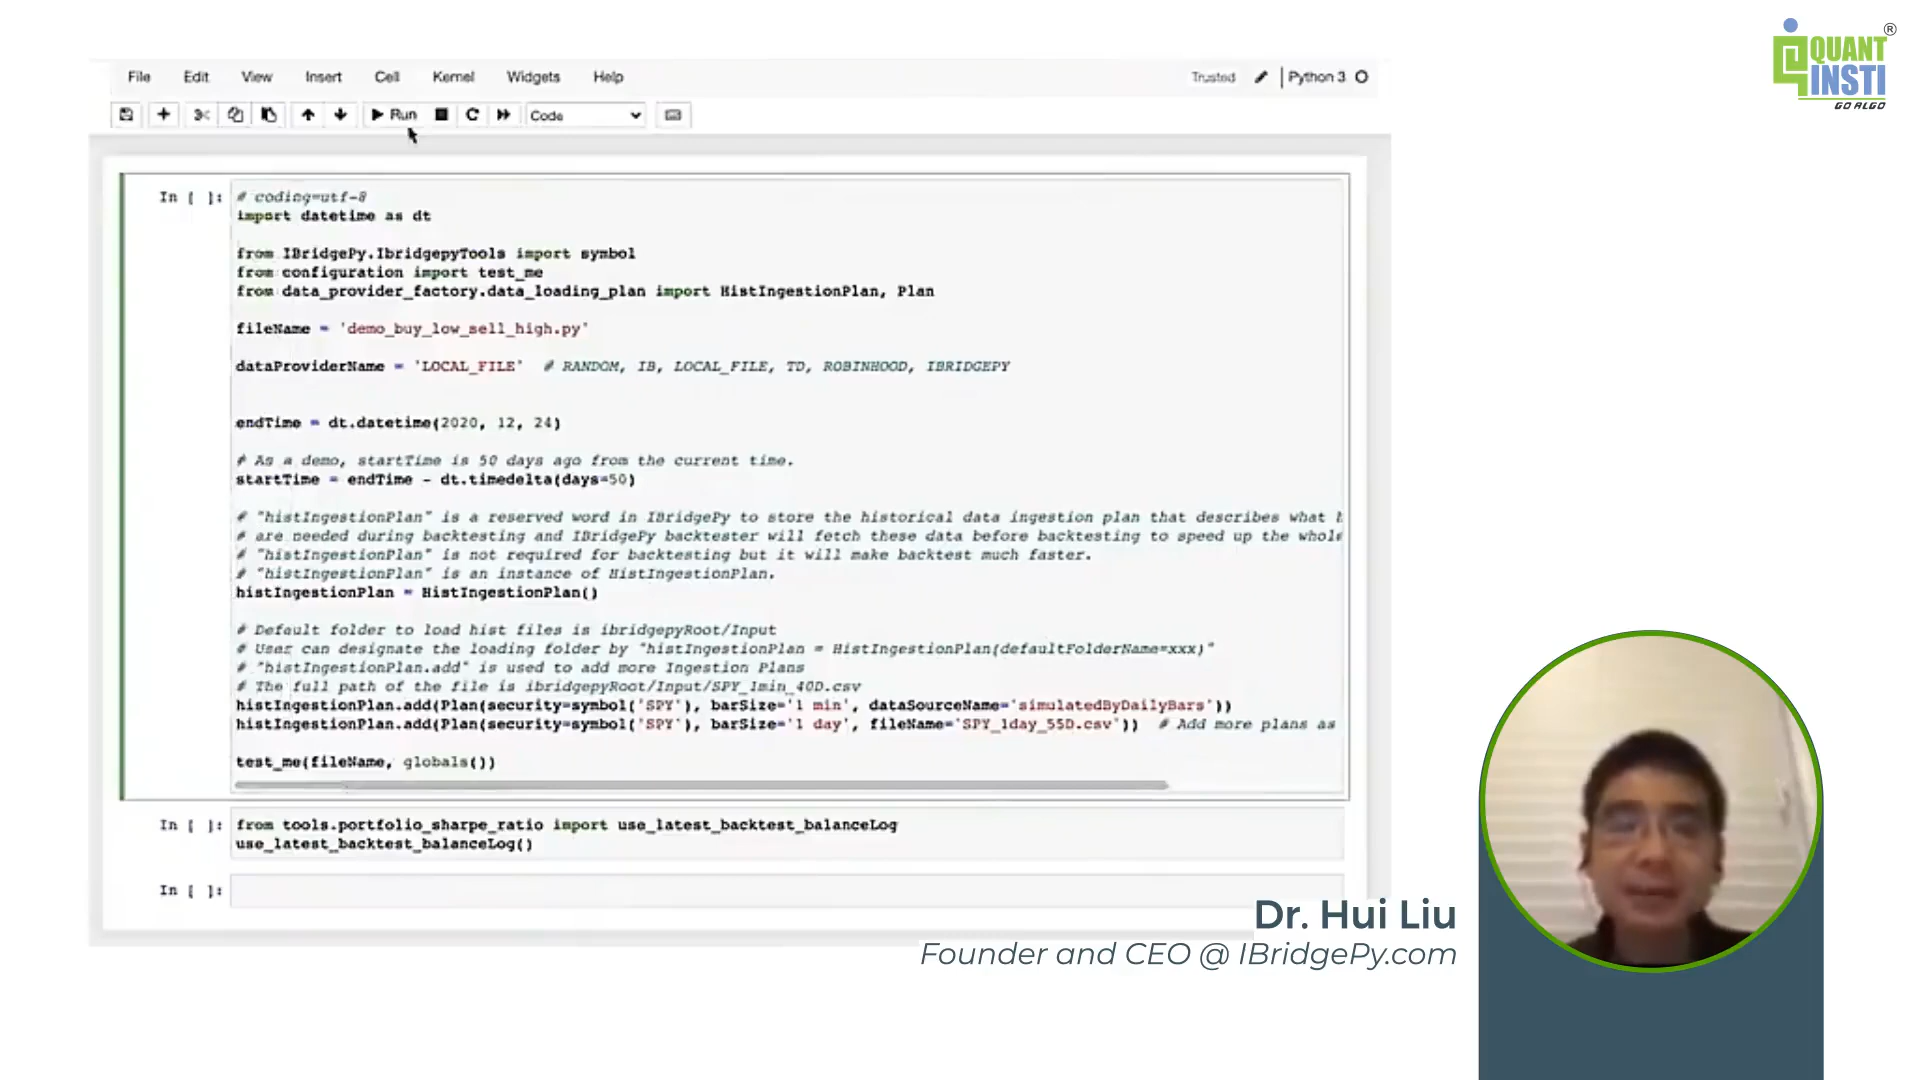 QUANT
INSTI
®
GO ALGO
File Edit View Insert Cell Kernel Widgets Help Trusted Python 3
Run Code
In [ ]: # coding=utf-8
import datetime as dt
from IBridgePy.IbridgepyTools import symbol
from configuration import test_me
from data_provider_factory.data_loading_plan import HistIngestionPlan, Plan
fileName = 'demo_buy_low_sell_high.py'
dataProviderName = 'LOCAL_FILE' # RANDOM, IB, LOCAL_FILE, TD, ROBINHOOD, IBRIDGEPY
endTime = dt.datetime(2020, 12, 24)
# As a demo, startTime is 50 days ago from the current time.
startTime = endTime - dt.timedelta(days=50)
# "histIngestionPlan" is a reserved word in IBridgePy to store the historical data ingestion plan that describes what h
# are needed during backtesting and IBridgePy backtester will fetch these data before backtesting to speed up the whole
# "histIngestionPlan" is not required for backtesting but it will make backtest much faster.
# "histIngestionPlan" is an instance of HistIngestionPlan.
histIngestionPlan = HistIngestionPlan()
# Default folder to load hist files is ibridgepyRoot/Input
# User can designate the loading folder by "histIngestionPlan = HistIngestionPlan(defaultFolderName=xxx)"
# "histIngestionPlan.add" is used to add more Ingestion Plans
# The full path of the file is ibridgepyRoot/Input/SPY_1min_40D.csv
histIngestionPlan.add(Plan(security=symbol('SPY'), barSize='1 min', dataSourceName='simulatedByDailyBars'))
histIngestionPlan.add(Plan(security=symbol('SPY'), barSize='1 day', fileName='SPY_1day_55D.csv')) # Add more plans as
test_me(fileName, globals())
In [ ]: from tools.portfolio_sharpe_ratio import use_latest_backtest_balanceLog
use_latest_backtest_balanceLog()
In [ ]:
Dr. Hui Liu
Founder and CEO @ IBridgePy.com